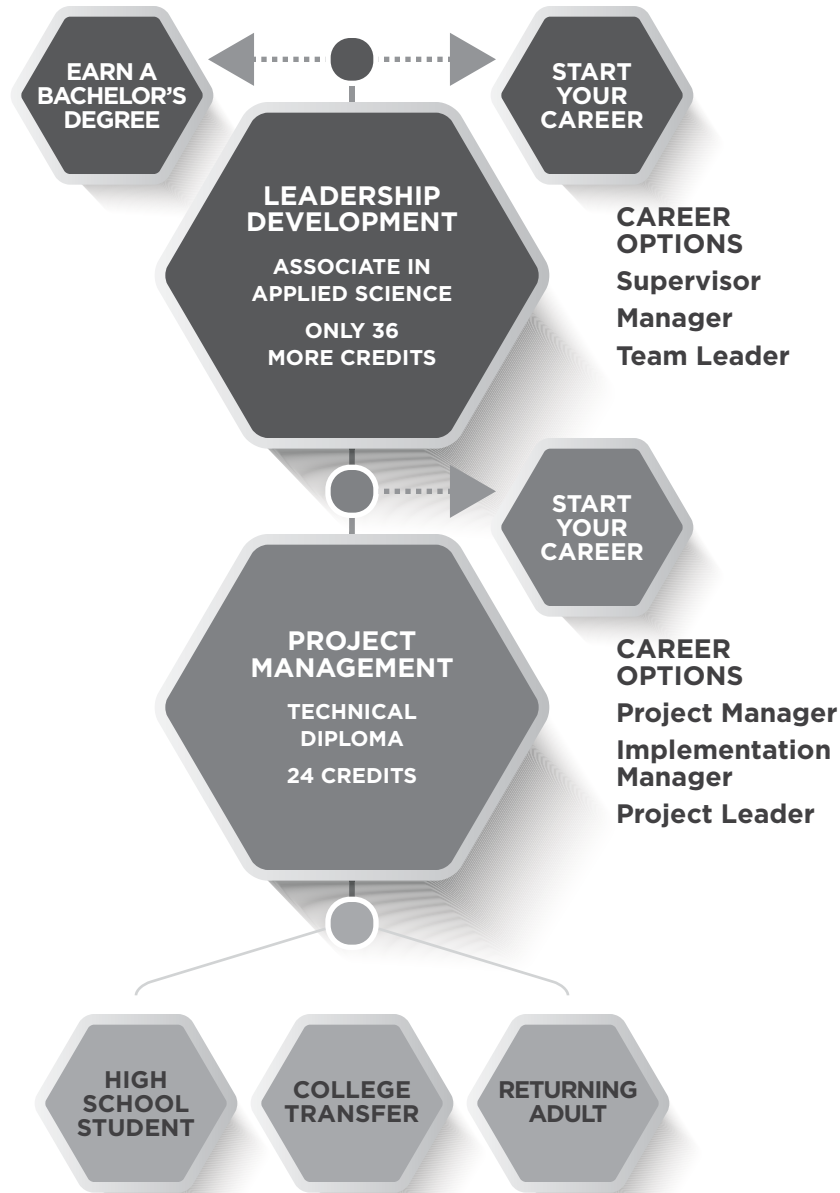 EARN A
BACHELOR'S
DEGREE
START
YOUR
CAREER
LEADERSHIP
DEVELOPMENT
ASSOCIATE IN
APPLIED SCIENCE
ONLY 36
MORE CREDITS
CAREER
OPTIONS
Supervisor
Manager
Team Leader
START
YOUR
CAREER
PROJECT
MANAGEMENT
TECHNICAL
DIPLOMA
24 CREDITS
CAREER
OPTIONS
Project Manager
Implementation
Manager
Project Leader
HIGH
SCHOOL
STUDENT
COLLEGE
TRANSFER
RETURNING
ADULT